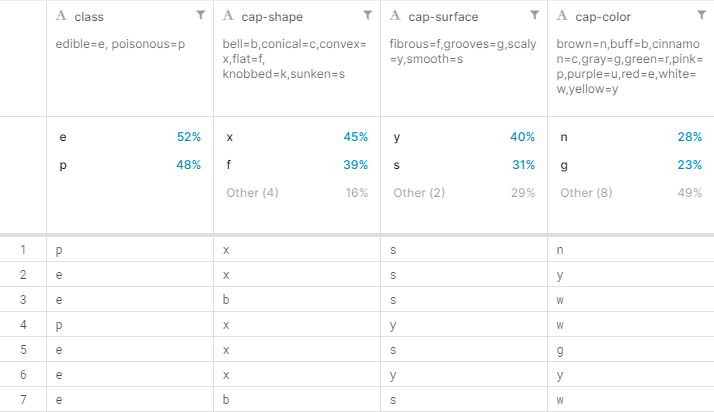 A class A cap-shape A cap-surface A cap-color
edible=e, poisonous=p bell=b,conical=c,convex= fibrous=f,grooves=g,scaly brown=n,buff=b,cinnamo
x,flat=f, =y,smooth=s n=c,gray=g,green=r,pink=
knobbed=k,sunken=s p,purple=u,red=e,white=
w,yellow=y
e 52% x 45% y 40% n 28%
p 48% f 39% s 31% g 23%
Other (4) 16% Other (2) 29% Other (8) 49%
1 p x s n
2 e x s y
3 e b s w
4 p x y w
5 e x s g
6 e x y y
7 e b s w